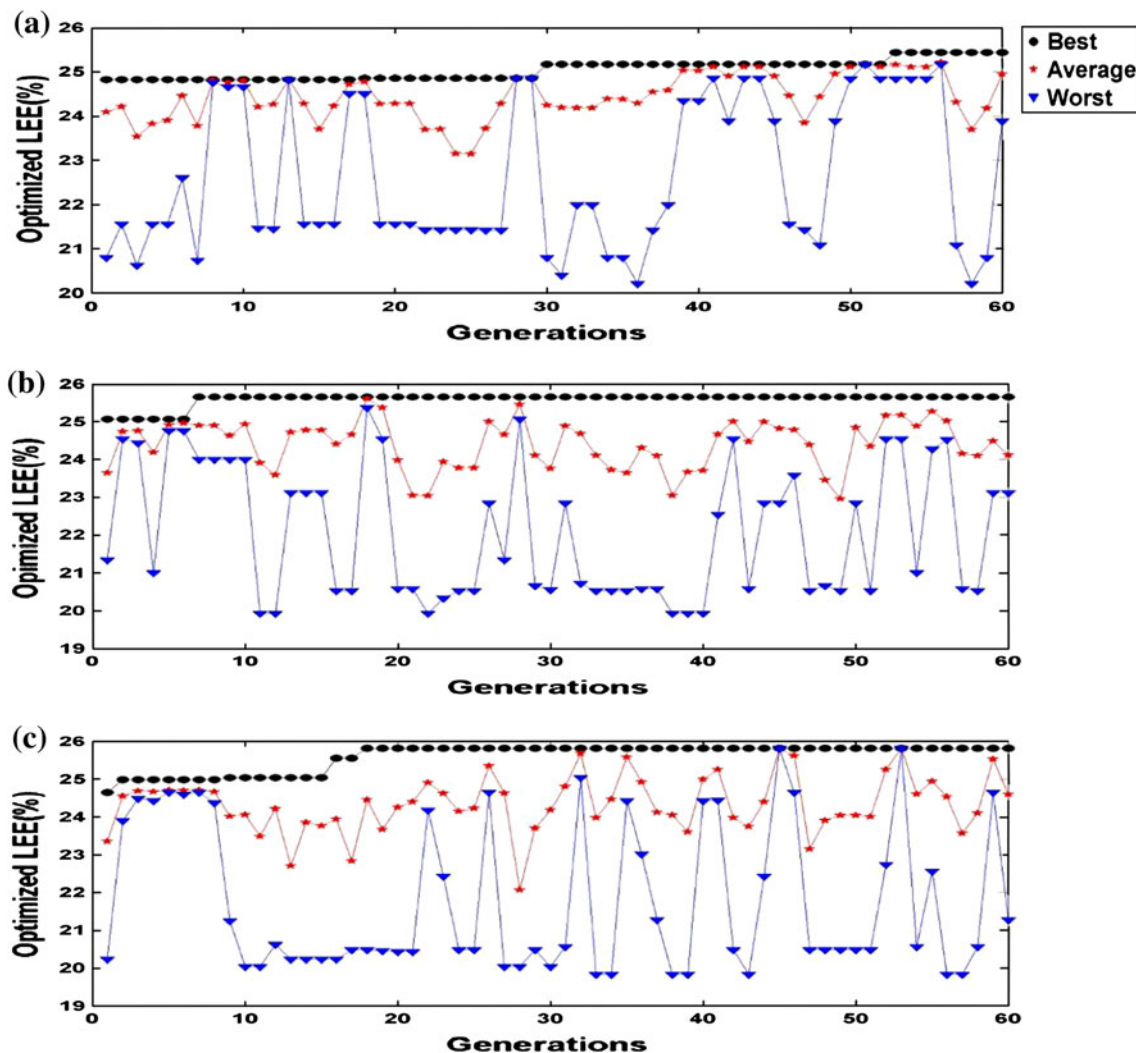 (a)
26
25
24
23
22
21
20
Optimized LEE(%)
0 10 20 30 40 50 60
Generations
Best
Average
Worst
(b)
26
25
24
23
22
21
20
19
Opimized LEE(%)
0 10 20 30 40 50 60
Generations
(c)
26
25
24
23
22
21
20
19
Optimized LEE(%)
0 10 20 30 40 50 60
Generations